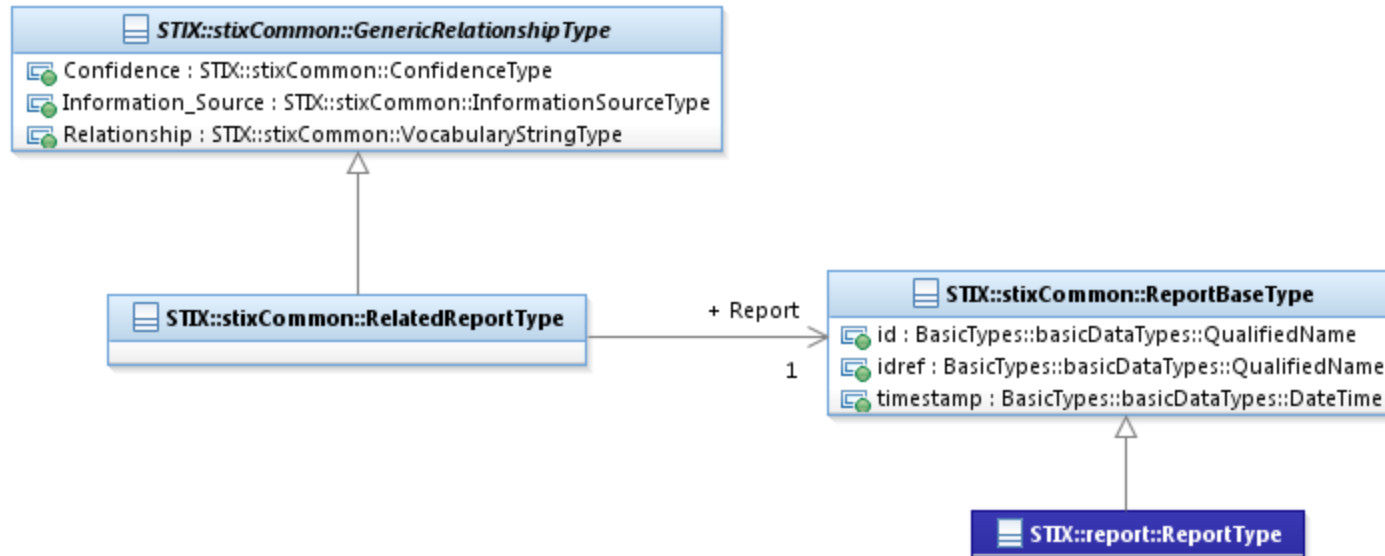 STIX::stixCommon::GenericRelationshipType
Confidence : STIX::stixCommon::ConfidenceType
Information_Source : STIX::stixCommon::InformationSourceType
Relationship : STIX::stixCommon::VocabularyStringType
STIX::stixCommon::RelatedReportType
+ Report
1
STIX::stixCommon::ReportBaseType
id : BasicTypes::basicDataTypes::QualifiedName
idref : BasicTypes::basicDataTypes::QualifiedName
timestamp : BasicTypes::basicDataTypes::DateTime
STIX::report::ReportType